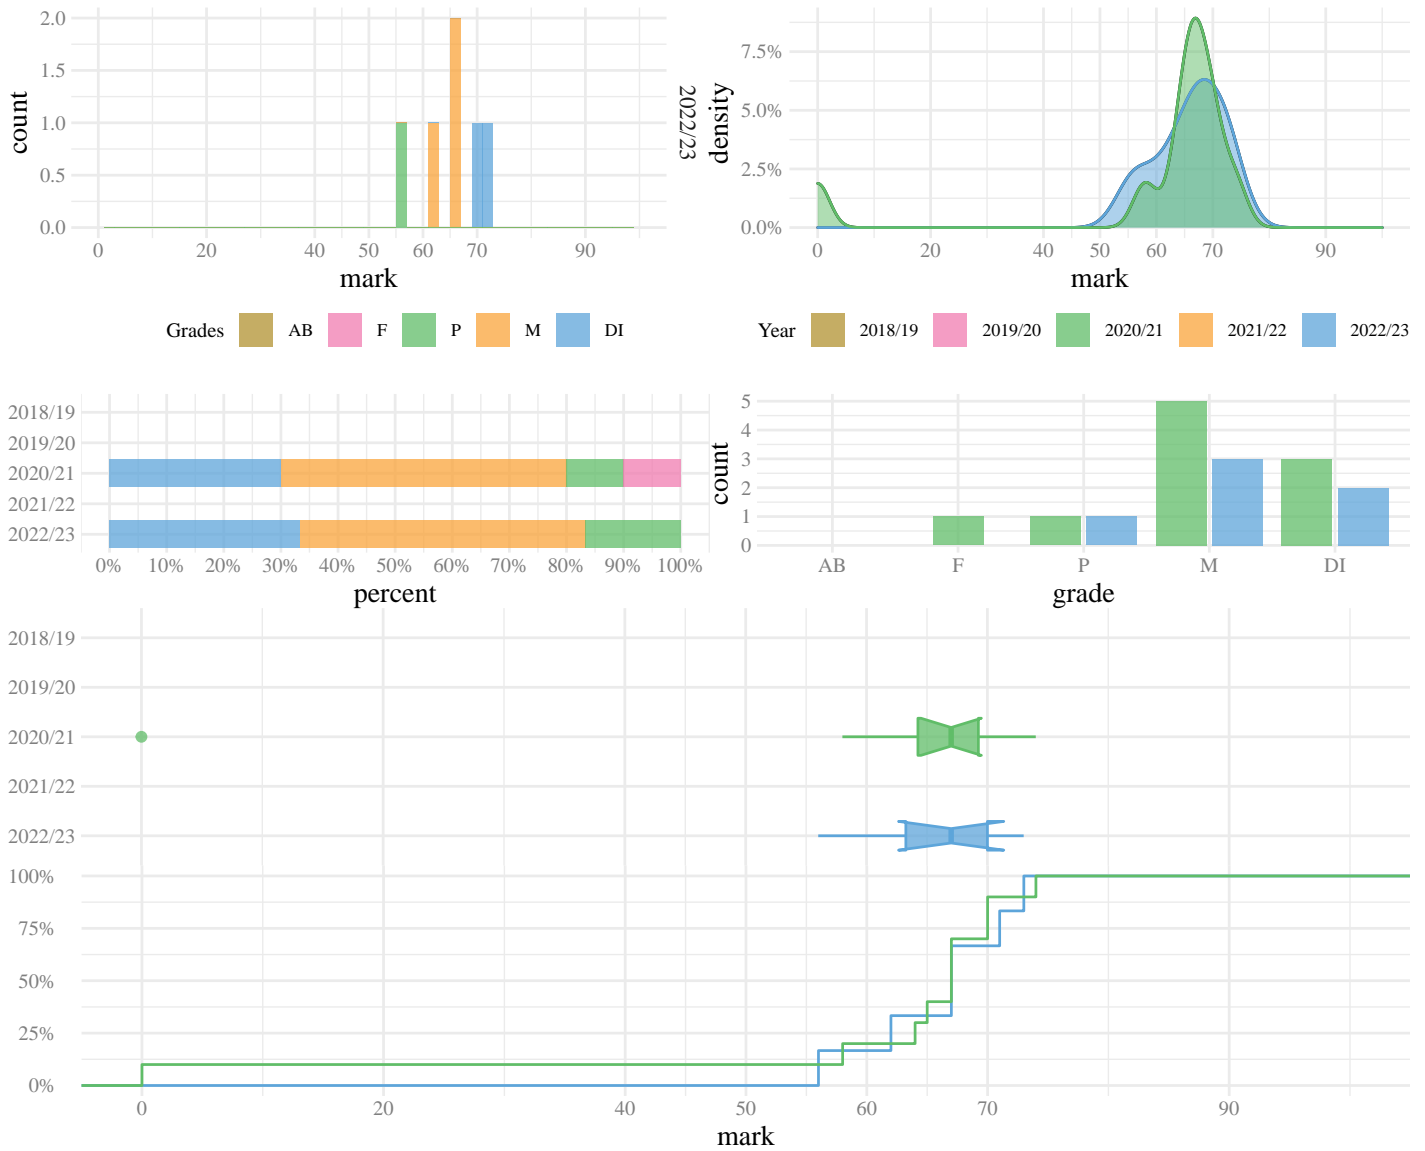 2.0
1.5
1.0
0.5
0.0
count
0 20 40 50 60 70 90
mark
2022/23
7.5%
5.0%
2.5%
0.0%
density
0 20 40 50 60 70 90
mark
Grades AB F P M DI
Year 2018/19 2019/20 2020/21 2021/22 2022/23
2018/19
2019/20
2020/21
2021/22
2022/23
0% 10% 20% 30% 40% 50% 60% 70% 80% 90% 100%
percent
5
4
3
2
1
0
count
AB F P M DI
grade
2018/19
2019/20
2020/21
2021/22
2022/23
100%
75%
50%
25%
0%
0 20 40 50 60 70 90
mark